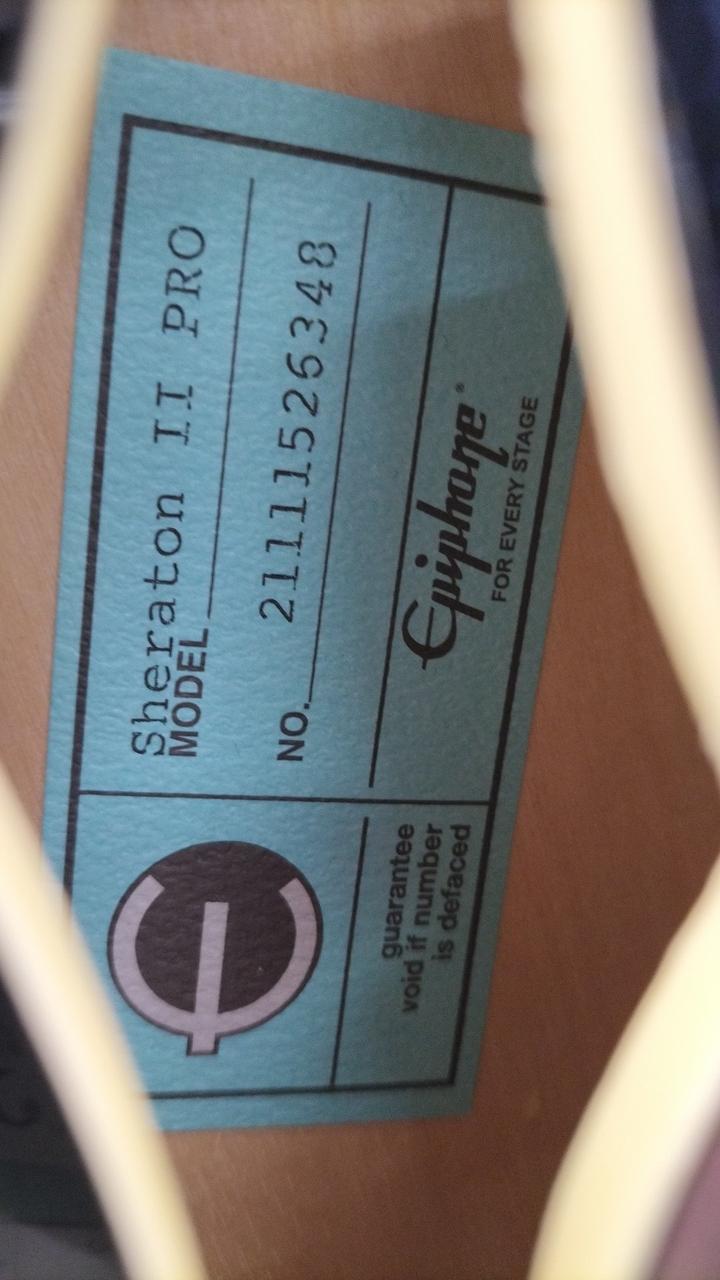 Sheraton II PRO
MODEL
NO. 21111526348
Epiphone®
FOR EVERY STAGE
guarantee
void if number
is defaced